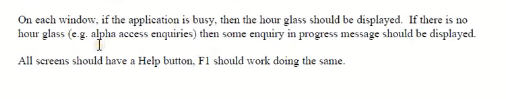 On each window, if the application is busy, then the hour glass should be displayed. If there is no
hour glass (e.g. alpha access enquiries) then some enquiry in progress message should be displayed.
All screens should have a Help button, F1 should work doing the same.